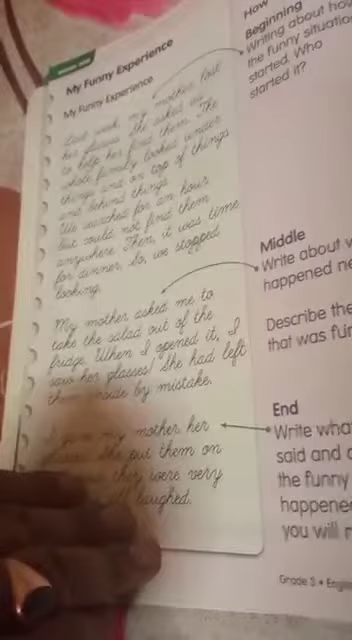 My Funny Experience
My Funny Experience
Last week, my mother lost
her glasses. She asked us
to help her find them. The
whole family looked under
things and on top of things
and behind things.
We searched for an hour
but could not find them
anywhere. Then, it was time
for dinner. So, we stopped
looking.
My mother asked me to
take the salad out of the
fridge. When I opened it, I
saw her glasses! She had left
them inside by mistake.
I gave my mother her
She put them on
they were very
laughed.
How
Beginning
Writing about how
the funny situation
started. Who
started it?
Middle
Write about
happened
Describe the
that was
End
Write
said and
the funny
happene
you will
Grade 3 • Engli